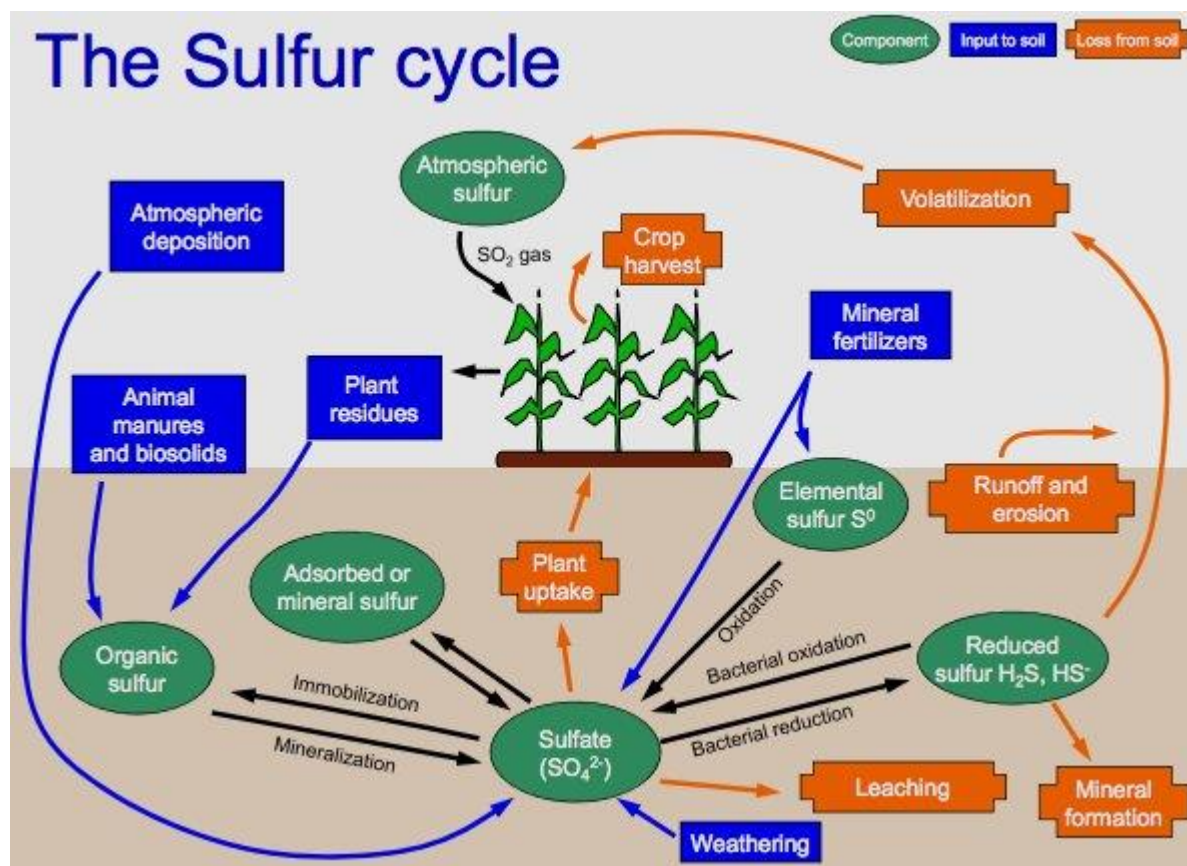 The Sulfur cycle
Component
Input to soil
Loss from soil
Atmospheric
sulfur
Volatilization
Atmospheric
deposition
SO₂ gas
Crop
harvest
Mineral
fertilizers
Plant
residues
Animal
manures
and biosolids
Elemental
sulfur S⁰
Runoff and
erosion
Adsorbed or
mineral sulfur
Plant
uptake
Oxidation
Organic
sulfur
Immobilization
Mineralization
Bacterial oxidation
Bacterial reduction
Reduced
sulfur H₂S, HS⁻
Sulfate
(SO₄²⁻)
Leaching
Mineral
formation
Weathering